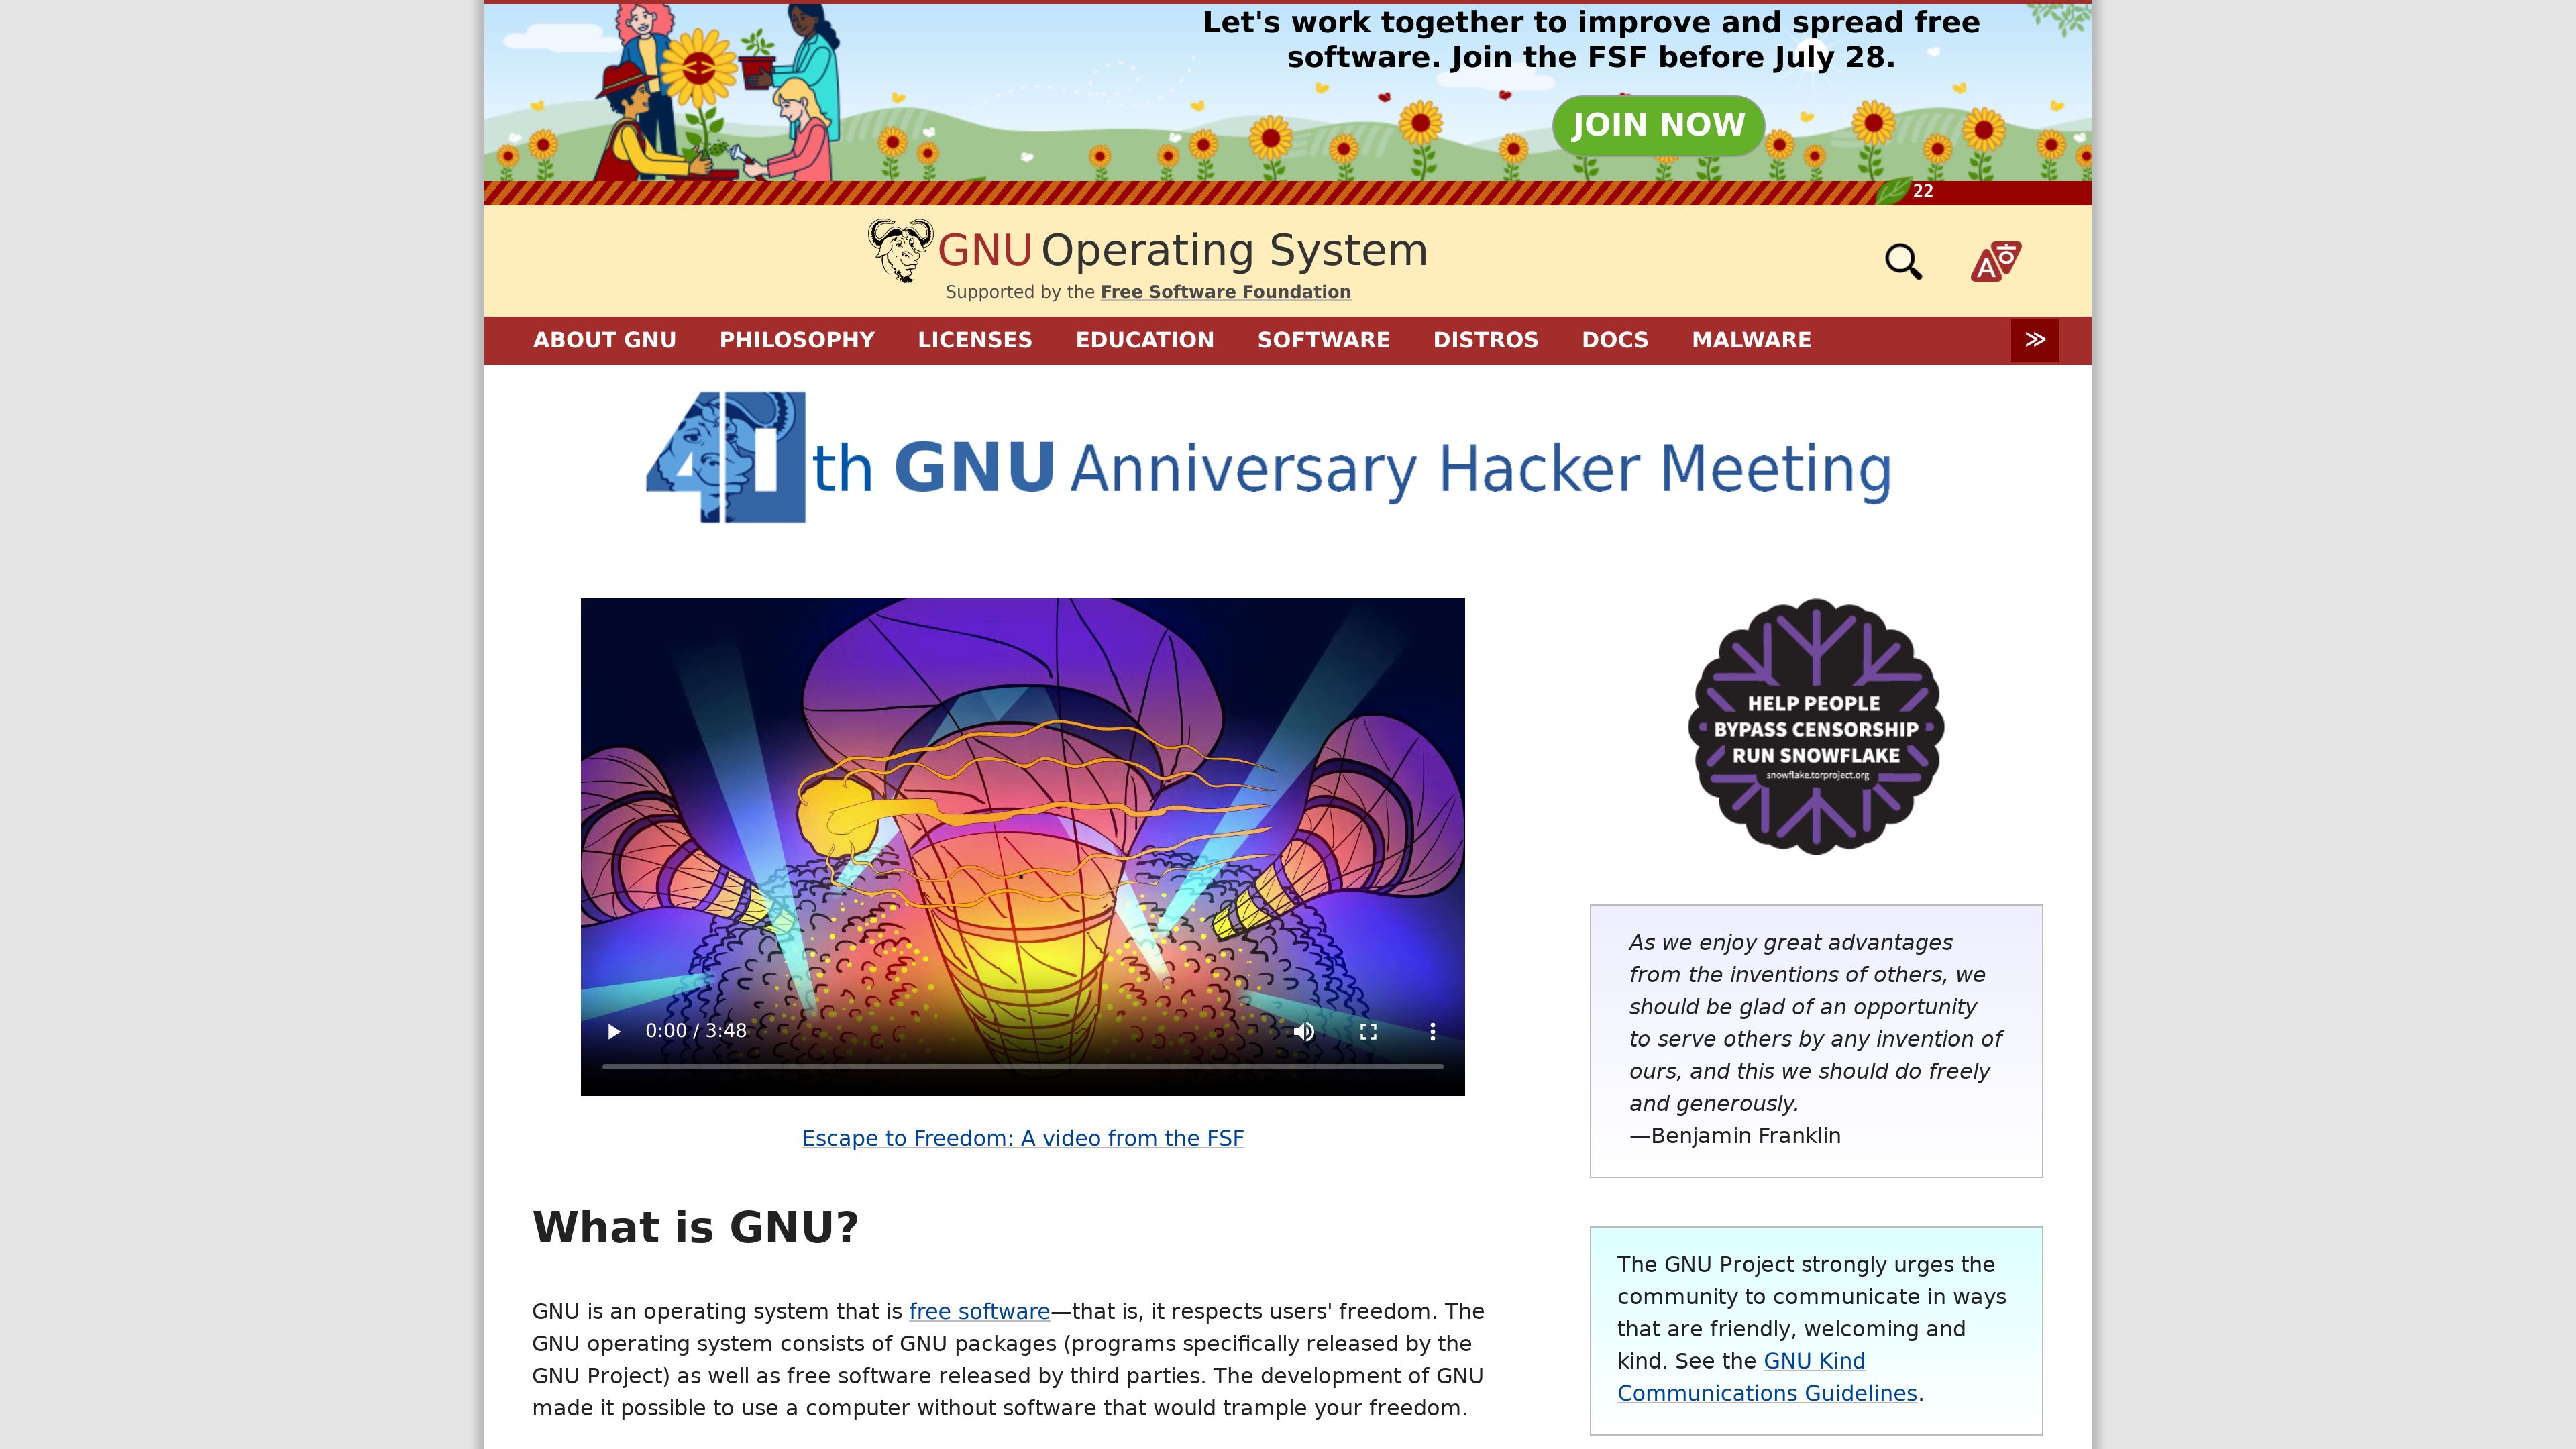 Let's work together to improve and spread free
software. Join the FSF before July 28.
JOIN NOW
22
GNU Operating System
Supported by the Free Software Foundation
ABOUT GNU PHILOSOPHY LICENSES EDUCATION SOFTWARE DISTROS DOCS MALWARE ≫
40th GNU Anniversary Hacker Meeting
0:00 / 3:48
Escape to Freedom: A video from the FSF
What is GNU?
GNU is an operating system that is free software—that is, it respects users' freedom. The
GNU operating system consists of GNU packages (programs specifically released by the
GNU Project) as well as free software released by third parties. The development of GNU
made it possible to use a computer without software that would trample your freedom.
HELP PEOPLE
BYPASS CENSORSHIP
RUN SNOWFLAKE
snowflake.torproject.org
As we enjoy great advantages
from the inventions of others, we
should be glad of an opportunity
to serve others by any invention of
ours, and this we should do freely
and generously.
—Benjamin Franklin
The GNU Project strongly urges the
community to communicate in ways
that are friendly, welcoming and
kind. See the GNU Kind
Communications Guidelines.